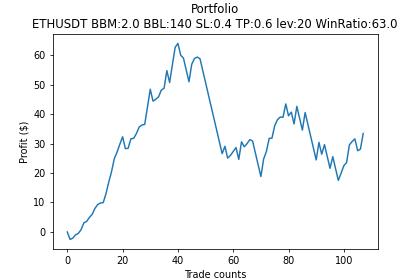 Portfolio
ETHUSDT BBM:2.0 BBL:140 SL:0.4 TP:0.6 lev:20 WinRatio:63.0
60
50
40
30
20
10
0
Profit ($)
0 20 40 60 80 100
Trade counts